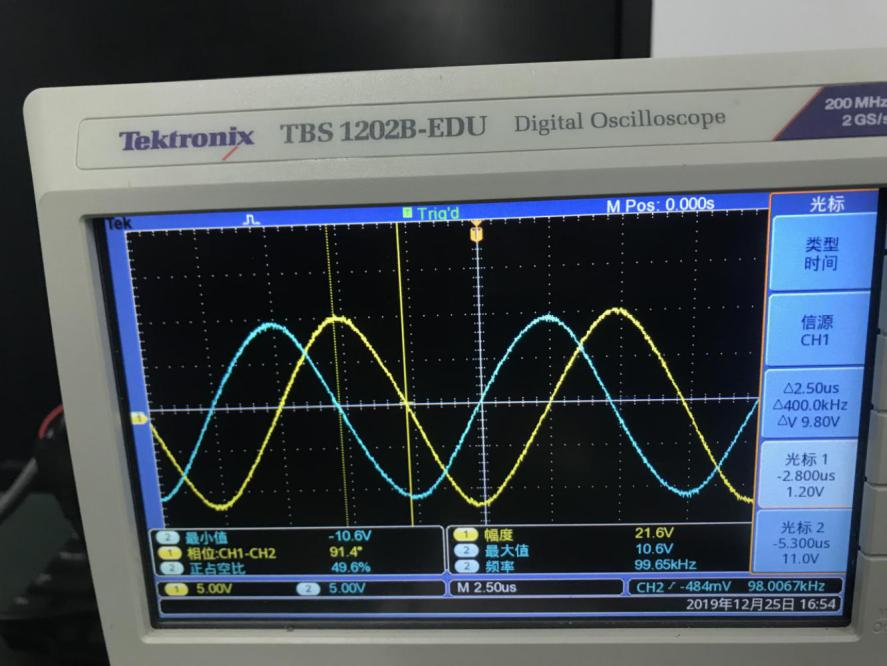 Tektronix TBS 1202B-EDU Digital Oscilloscope
200 MHz
2 GS/s
Tek Trig'd M Pos: 0.000s
光标
类型
时间
信源
CH1
△2.50us
△400.0kHz
△V 9.80V
光标 1
-2.800us
1.20V
光标 2
-5.300us
11.0V
T
1
2 最小值 -10.6V
1 相位:CH1-CH2 91.4°
2 正占空比 49.6%
1 幅度 21.6V
2 最大值 10.6V
2 频率 99.65kHz
1 5.00V 2 5.00V M 2.50us CH2 -484mV 98.0067kHz
2019年12月25日 16:54